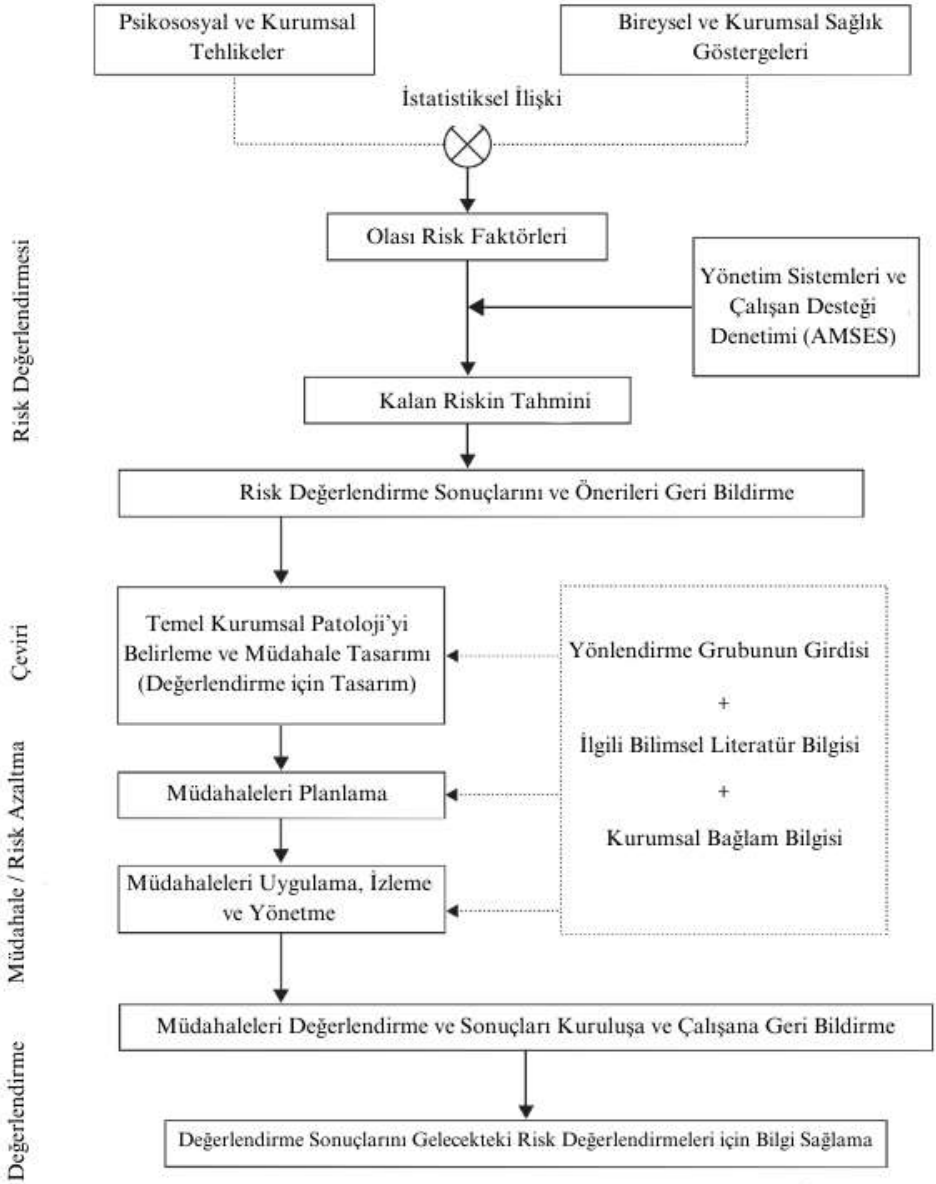 Psikososyal ve Kurumsal
Tehlikeler
Bireysel ve Kurumsal Sağlık
Göstergeleri
İstatistiksel İlişki
Olası Risk Faktörleri
Yönetim Sistemleri ve
Çalışan Desteği
Denetimi (AMSES)
Risk Değerlendirmesi
Kalan Riskin Tahmini
Risk Değerlendirme Sonuçlarını ve Önerileri Geri Bildirme
Çeviri
Temel Kurumsal Patoloji’yi
Belirleme ve Müdahale Tasarımı
(Değerlendirme için Tasarım)
Yönlendirme Grubunun Girdisi
+
İlgili Bilimsel Literatür Bilgisi
+
Kurumsal Bağlam Bilgisi
Müdahale / Risk Azaltma
Müdahaleleri Planlama
Müdahaleleri Uygulama, İzleme
ve Yönetme
Değerlendirme
Müdahaleleri Değerlendirme ve Sonuçları Kuruluşa ve Çalışana Geri Bildirme
Değerlendirme Sonuçlarını Gelecekteki Risk Değerlendirmeleri için Bilgi Sağlama